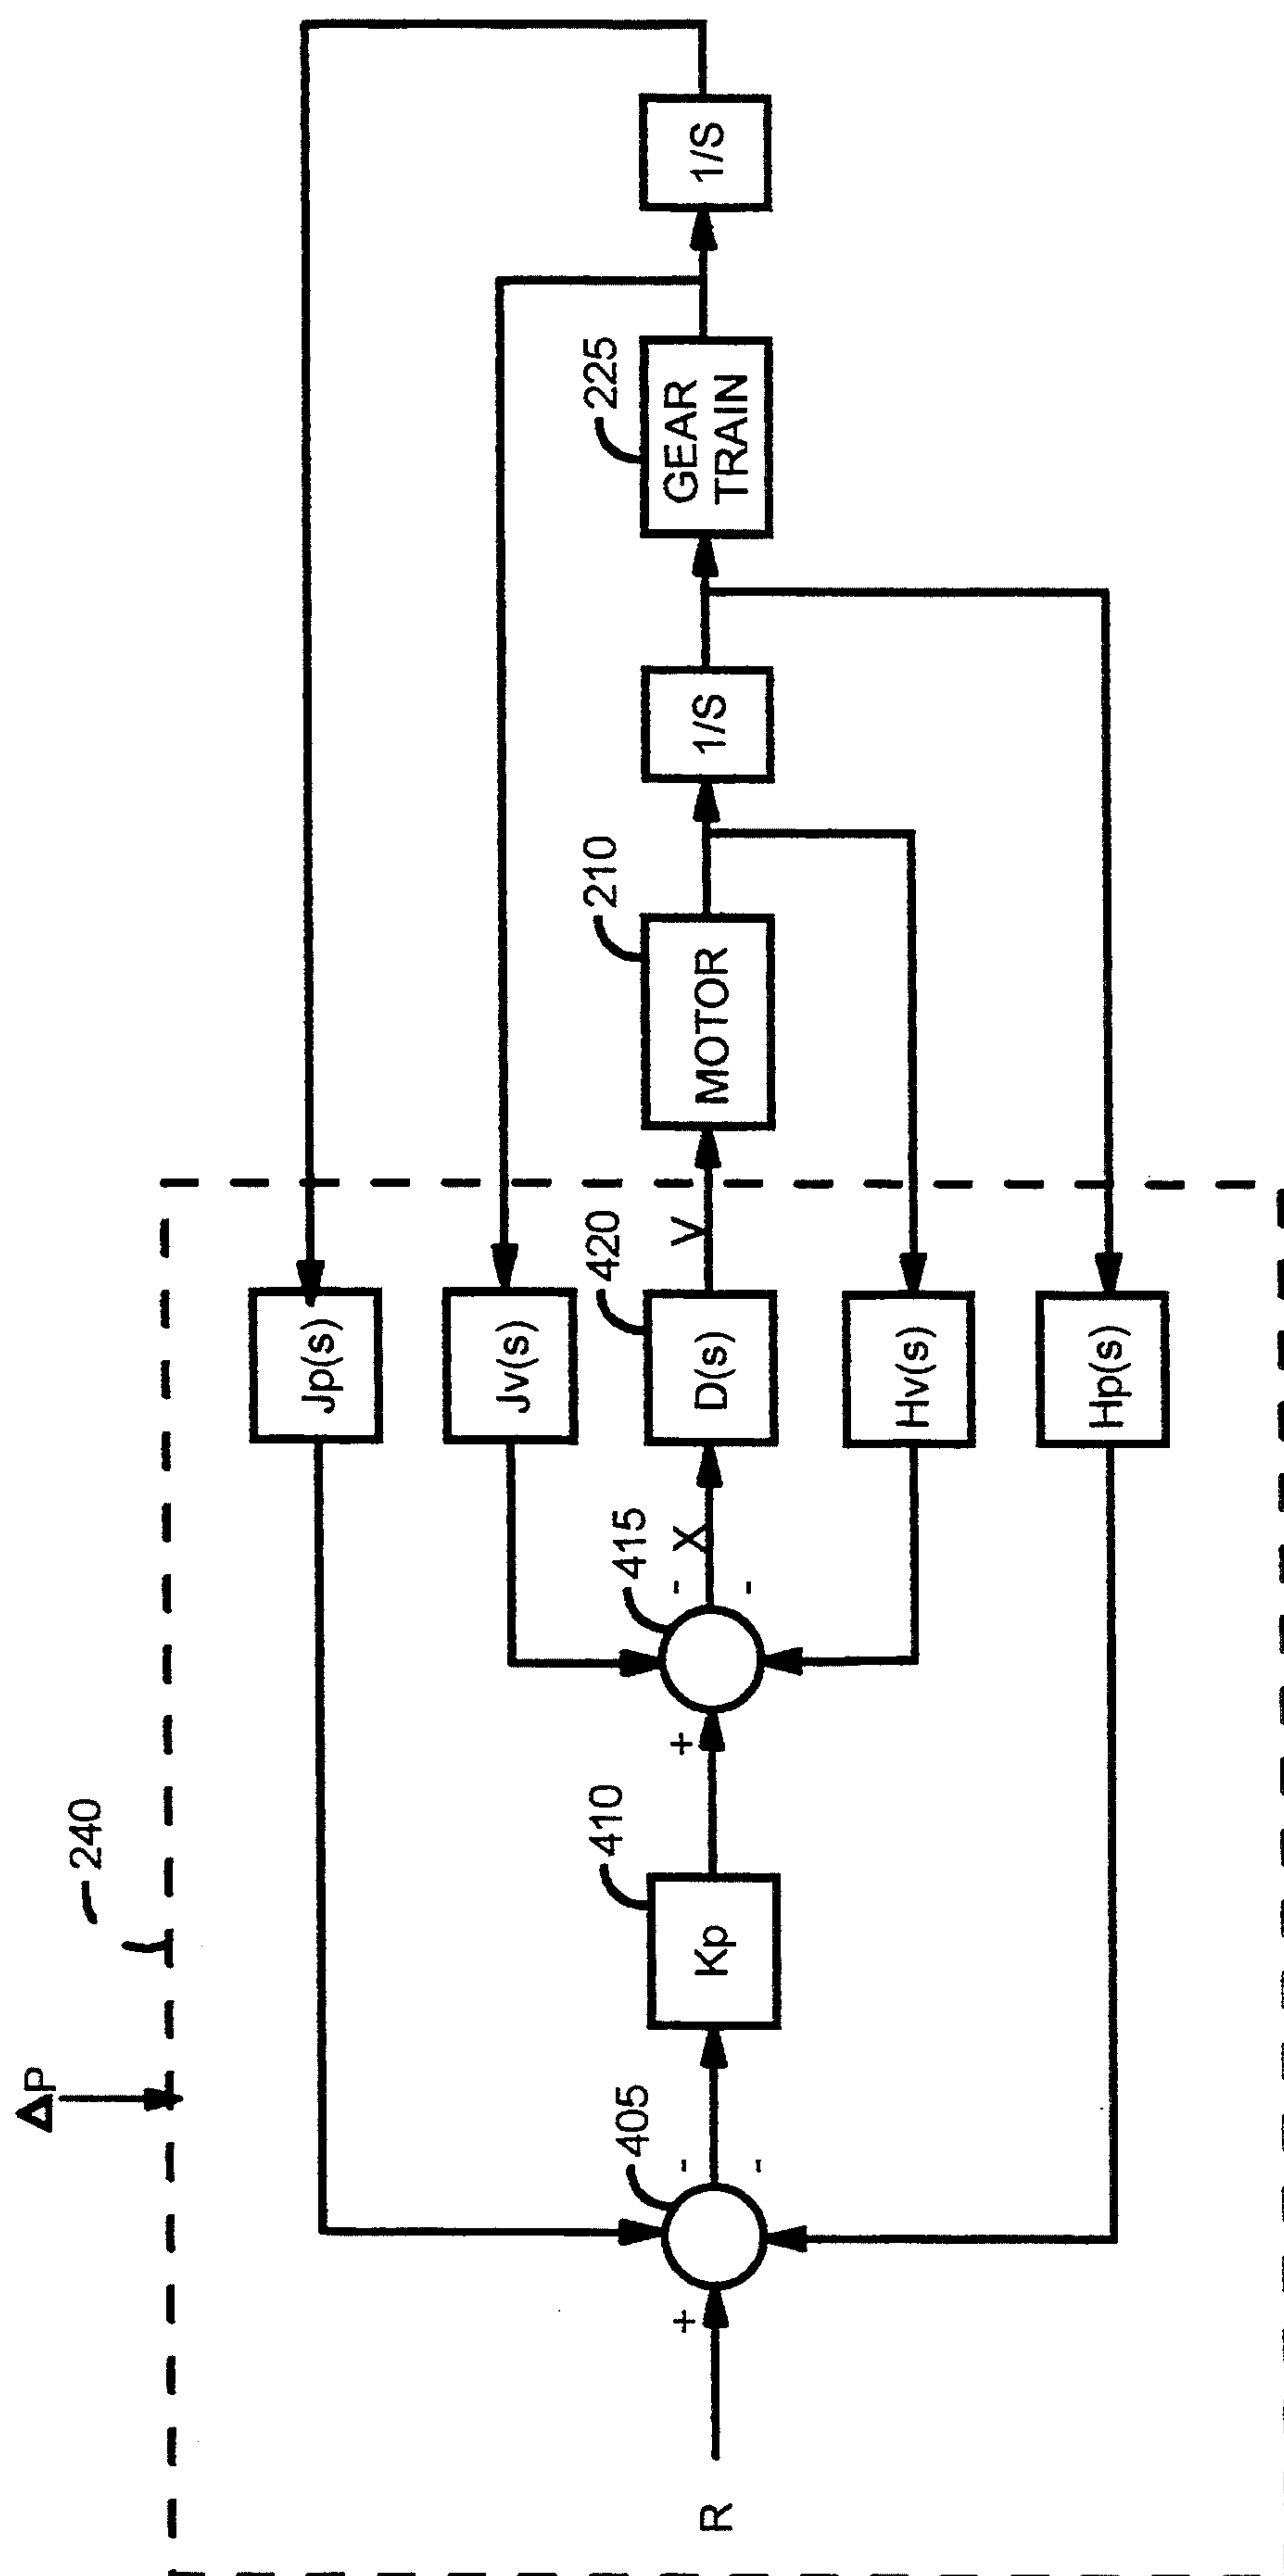 ΔP
240
Jp(s)
Jv(s)
R
+
405
-
-
Kp
410
+
415
-
-
X
D(s)
420
V
MOTOR
210
1/S
GEAR
TRAIN
225
1/S
Hv(s)
Hp(s)